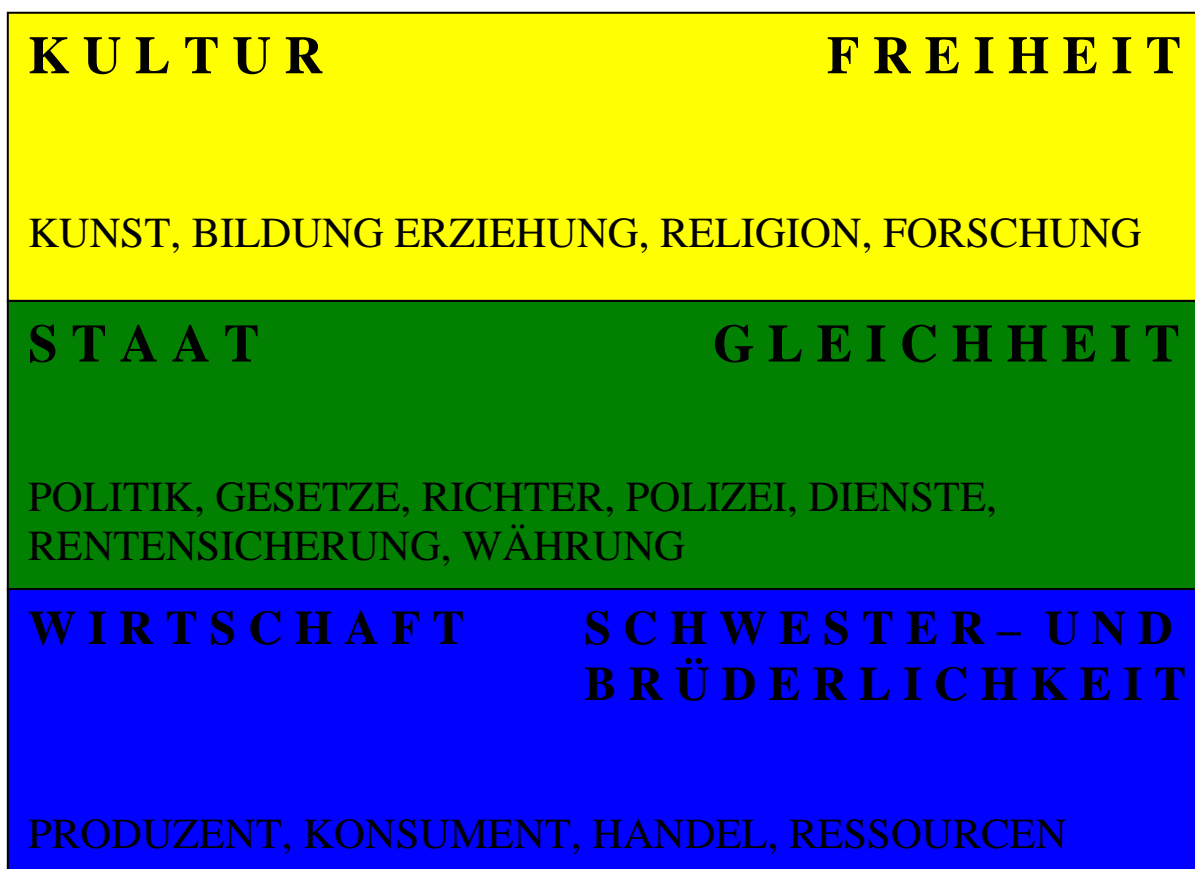 KULTUR FREIHEIT
KUNST, BILDUNG ERZIEHUNG, RELIGION, FORSCHUNG
STAAT GLEICHHEIT
POLITIK, GESETZE, RICHTER, POLIZEI, DIENSTE,
RENTENSICHERUNG, WÄHRUNG
WIRTSCHAFT SCHWESTER– UND
BRÜDERLICHKEIT
PRODUZENT, KONSUMENT, HANDEL, RESSOURCEN